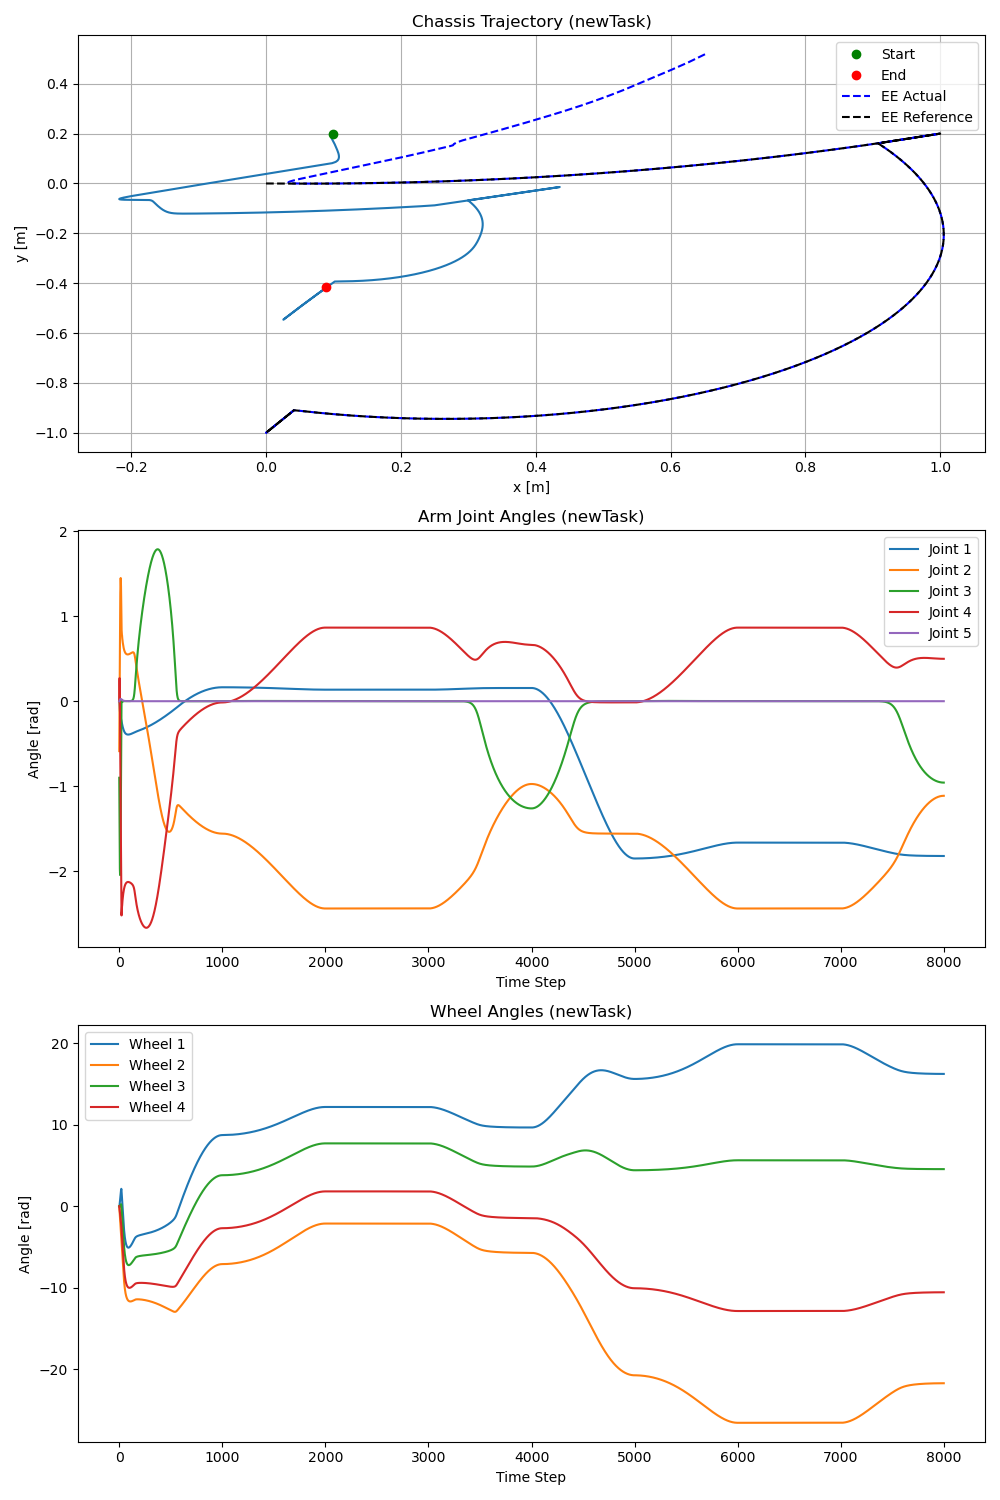 Chassis Trajectory (newTask)
Start
End
EE Actual
EE Reference
y [m]
0.4
0.2
0.0
−0.2
−0.4
−0.6
−0.8
−1.0
−0.2 0.0 0.2 0.4 0.6 0.8 1.0
x [m]
Arm Joint Angles (newTask)
Joint 1
Joint 2
Joint 3
Joint 4
Joint 5
Angle [rad]
2
1
0
−1
−2
0 1000 2000 3000 4000 5000 6000 7000 8000
Time Step
Wheel Angles (newTask)
Wheel 1
Wheel 2
Wheel 3
Wheel 4
Angle [rad]
20
10
0
−10
−20
0 1000 2000 3000 4000 5000 6000 7000 8000
Time Step